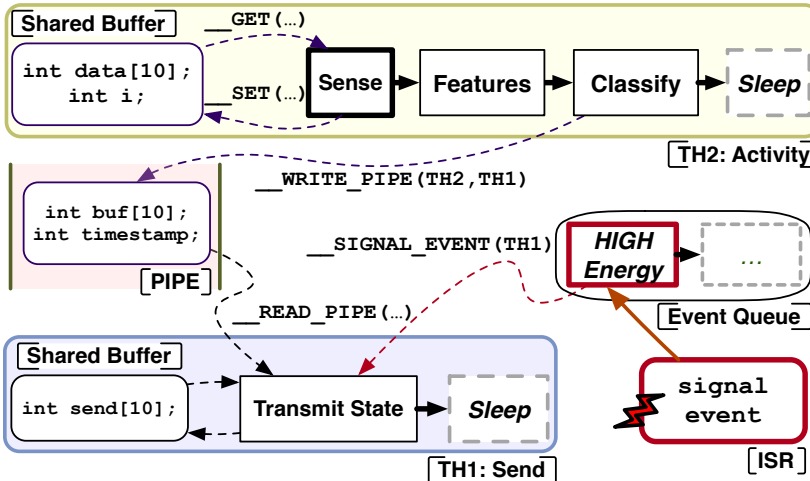 Shared Buffer
__GET(…)
int data[10];
int i;
__SET(…)
Sense
Features
Classify
Sleep
TH2: Activity
__WRITE_PIPE(TH2,TH1)
int buf[10];
int timestamp;
[PIPE]
__SIGNAL_EVENT(TH1)
HIGH
Energy
...
Event Queue
__READ_PIPE(…)
Shared Buffer
int send[10];
Transmit State
Sleep
TH1: Send
signal
event
[ISR]